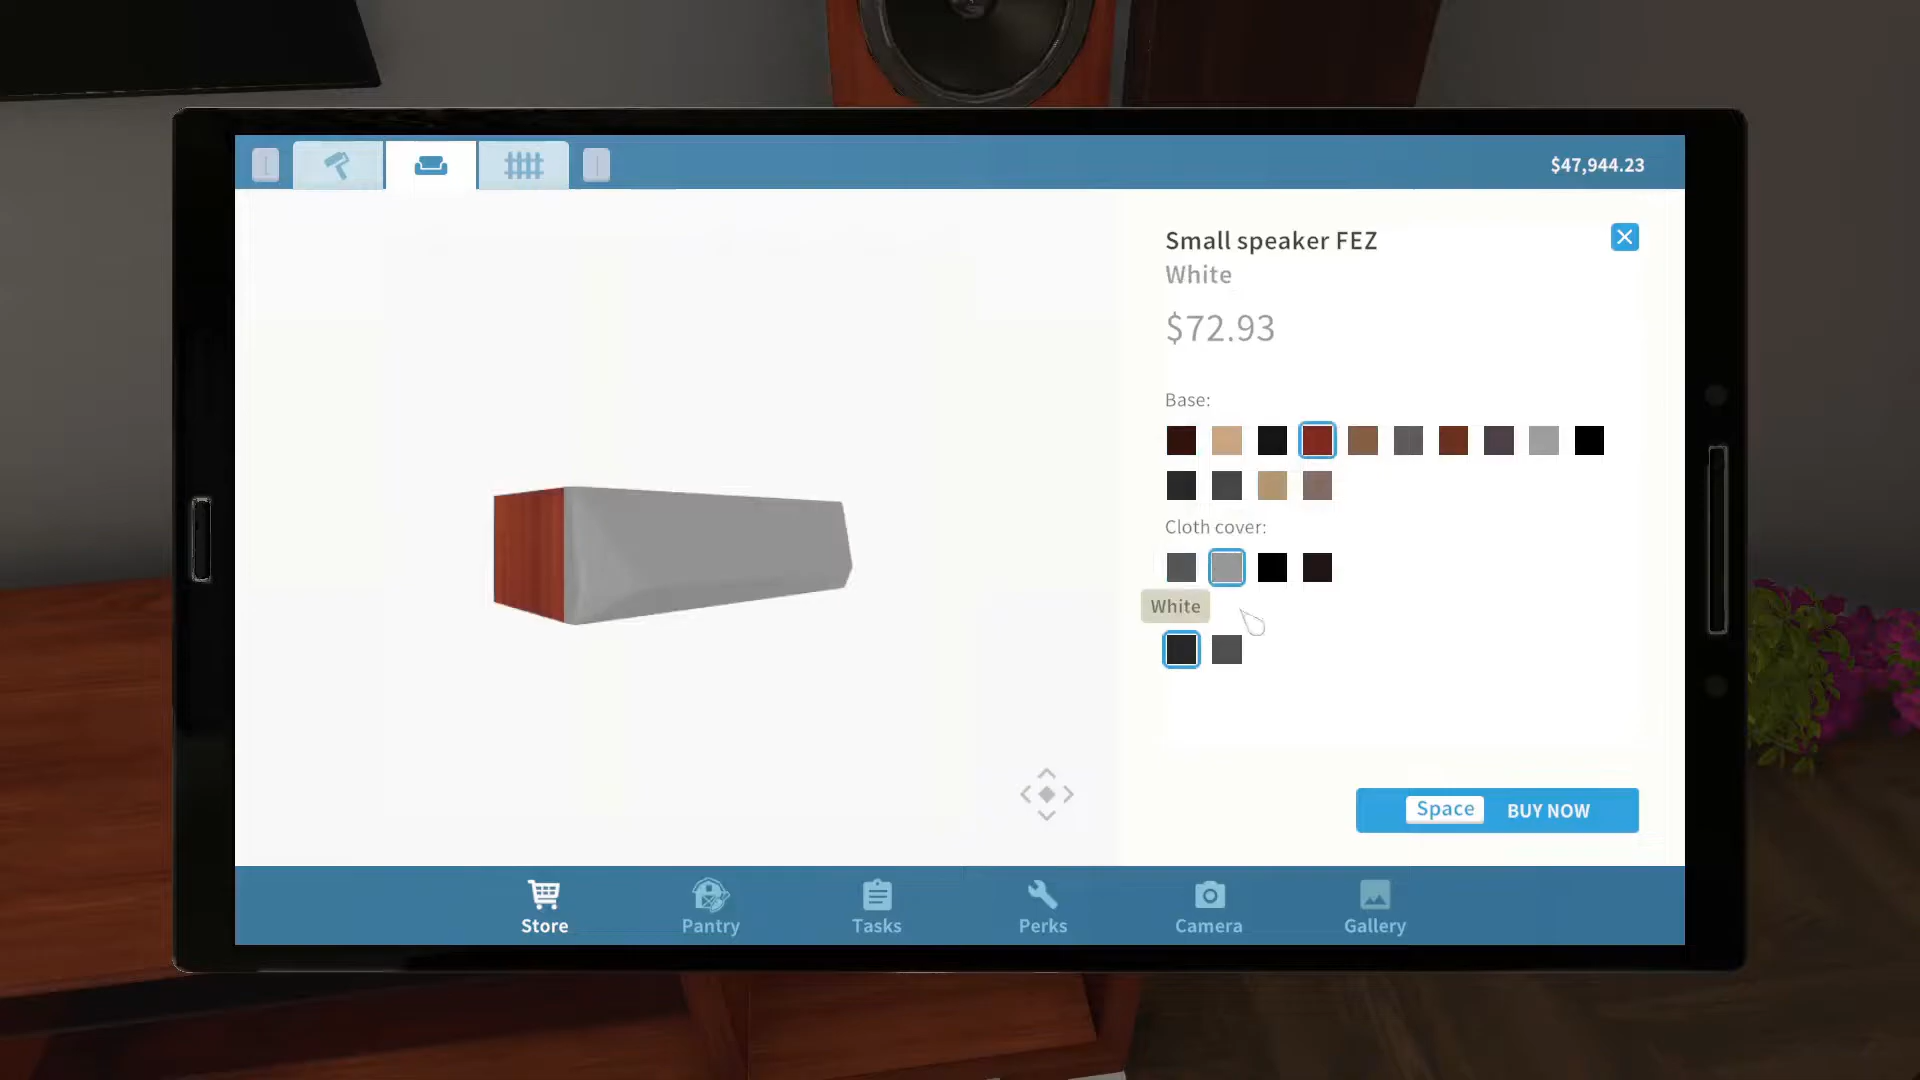 $47,944.23
Small speaker FEZ
White
$72.93
Base:
Cloth cover:
White
Space BUY NOW
Store Pantry Tasks Perks Camera Gallery